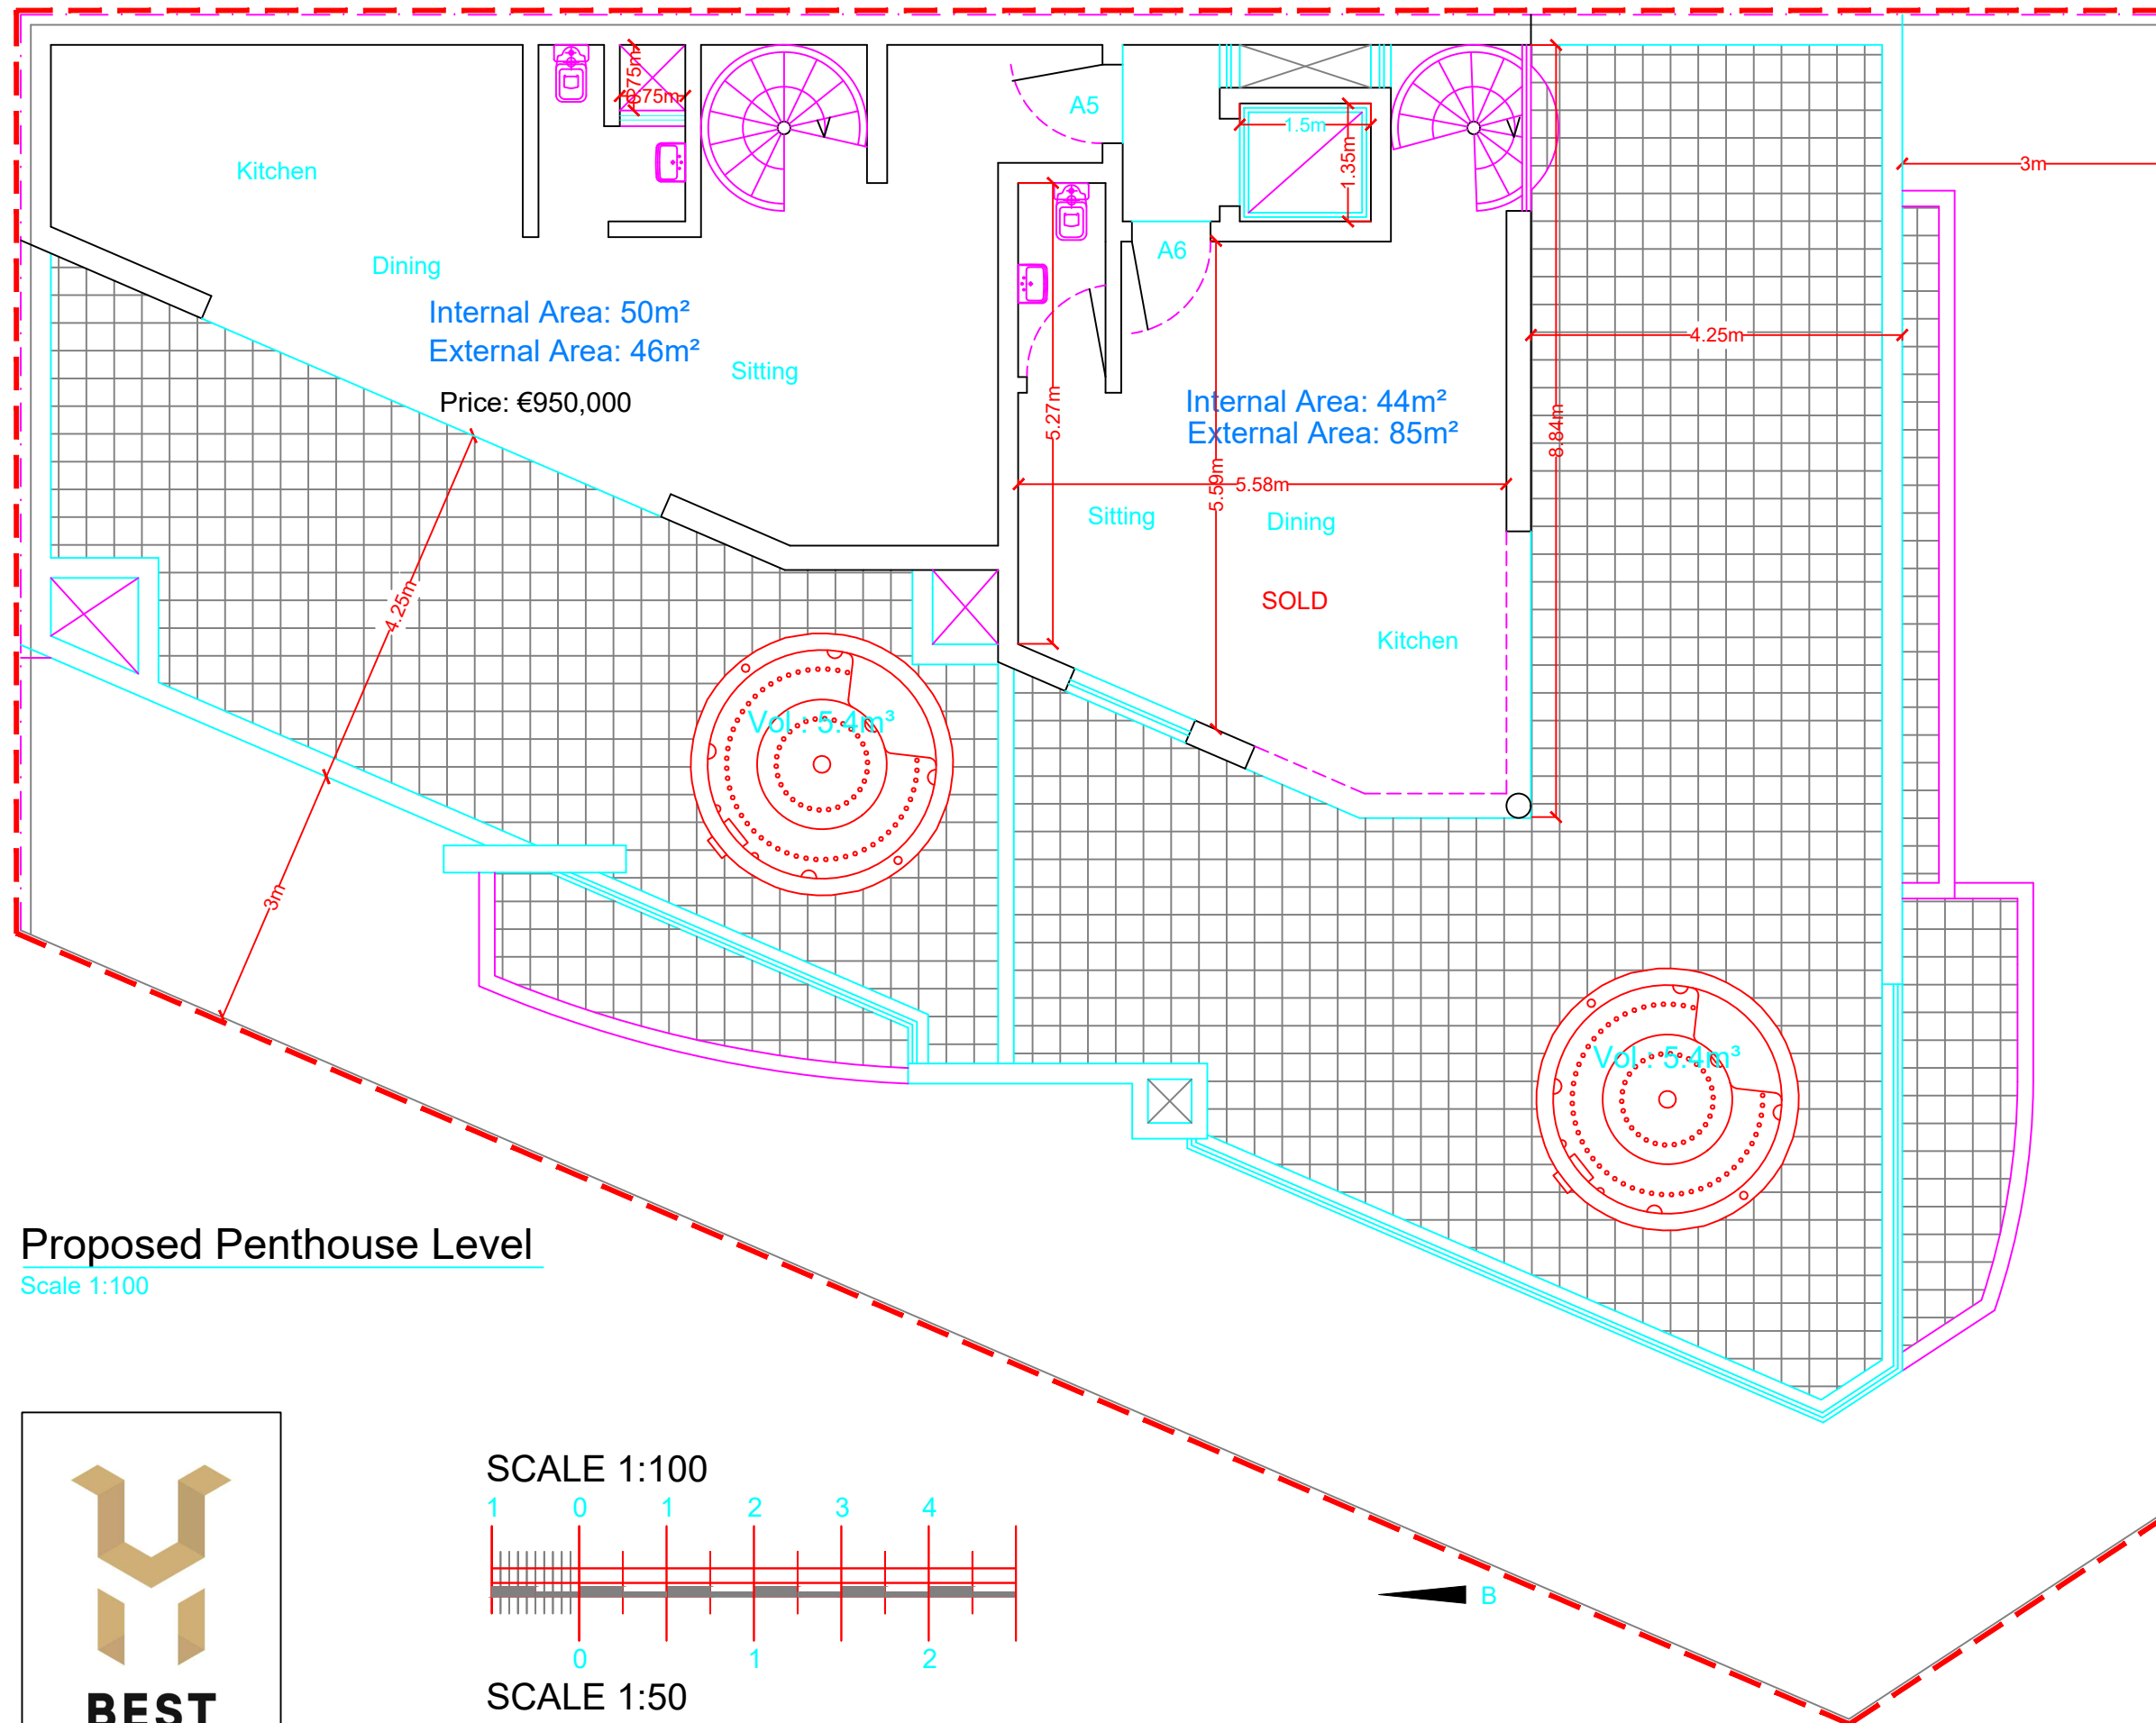 0.75m
0.75m
Kitchen
Dining
Internal Area: 50m²
External Area: 46m²
Price: €950,000
Sitting
A5
A6
1.5m
1.35m
3m
4.25m
8.84m
5.27m
5.59m
5.58m
Internal Area: 44m²
External Area: 85m²
Sitting
Dining
SOLD
Kitchen
4.25m
3m
Vol.: 5.4m³
Vol.: 5.4m³
Proposed Penthouse Level
Scale 1:100
SCALE 1:100
1 0 1 2 3 4
0 1 2
SCALE 1:50
B
BEST